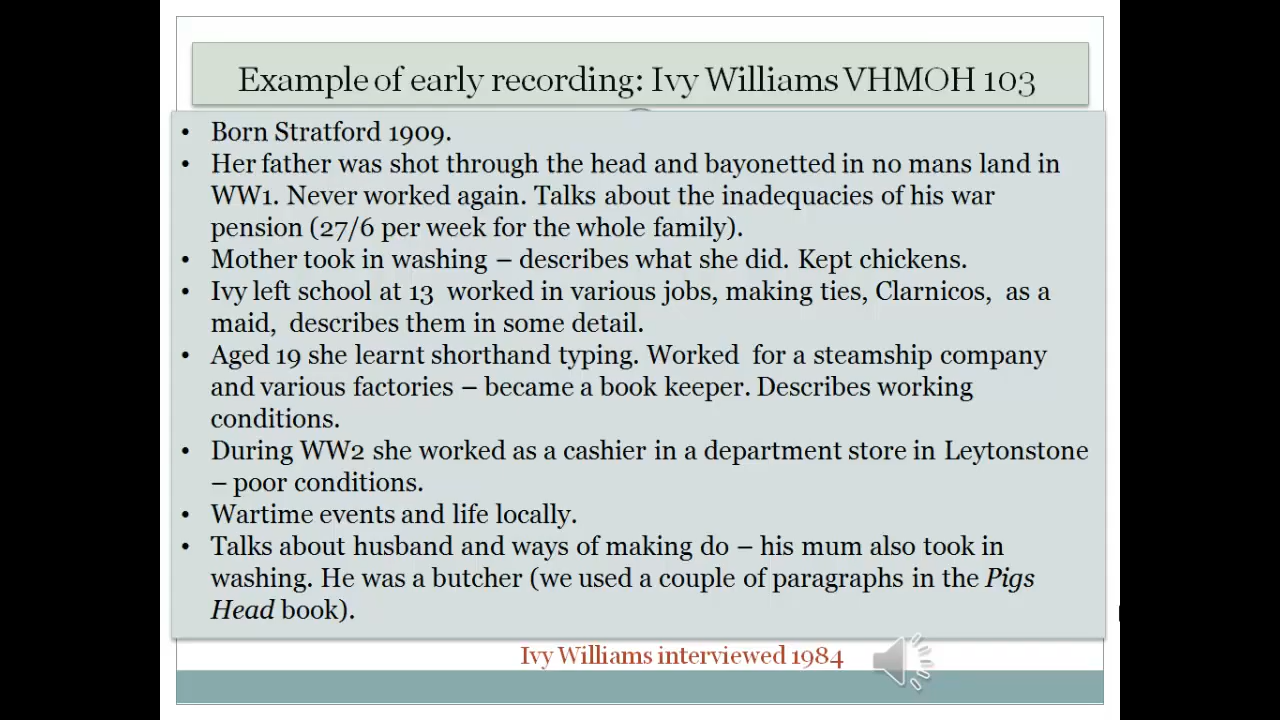 Example of early recording: Ivy Williams VHMOH 103
• Born Stratford 1909.
• Her father was shot through the head and bayonetted in no mans land in
WW1. Never worked again. Talks about the inadequacies of his war
pension (27/6 per week for the whole family).
• Mother took in washing – describes what she did. Kept chickens.
• Ivy left school at 13 worked in various jobs, making ties, Clarnicos, as a
maid, describes them in some detail.
• Aged 19 she learnt shorthand typing. Worked for a steamship company
and various factories – became a book keeper. Describes working
conditions.
• During WW2 she worked as a cashier in a department store in Leytonstone
– poor conditions.
• Wartime events and life locally.
• Talks about husband and ways of making do – his mum also took in
washing. He was a butcher (we used a couple of paragraphs in the Pigs
Head book).
Ivy Williams interviewed 1984